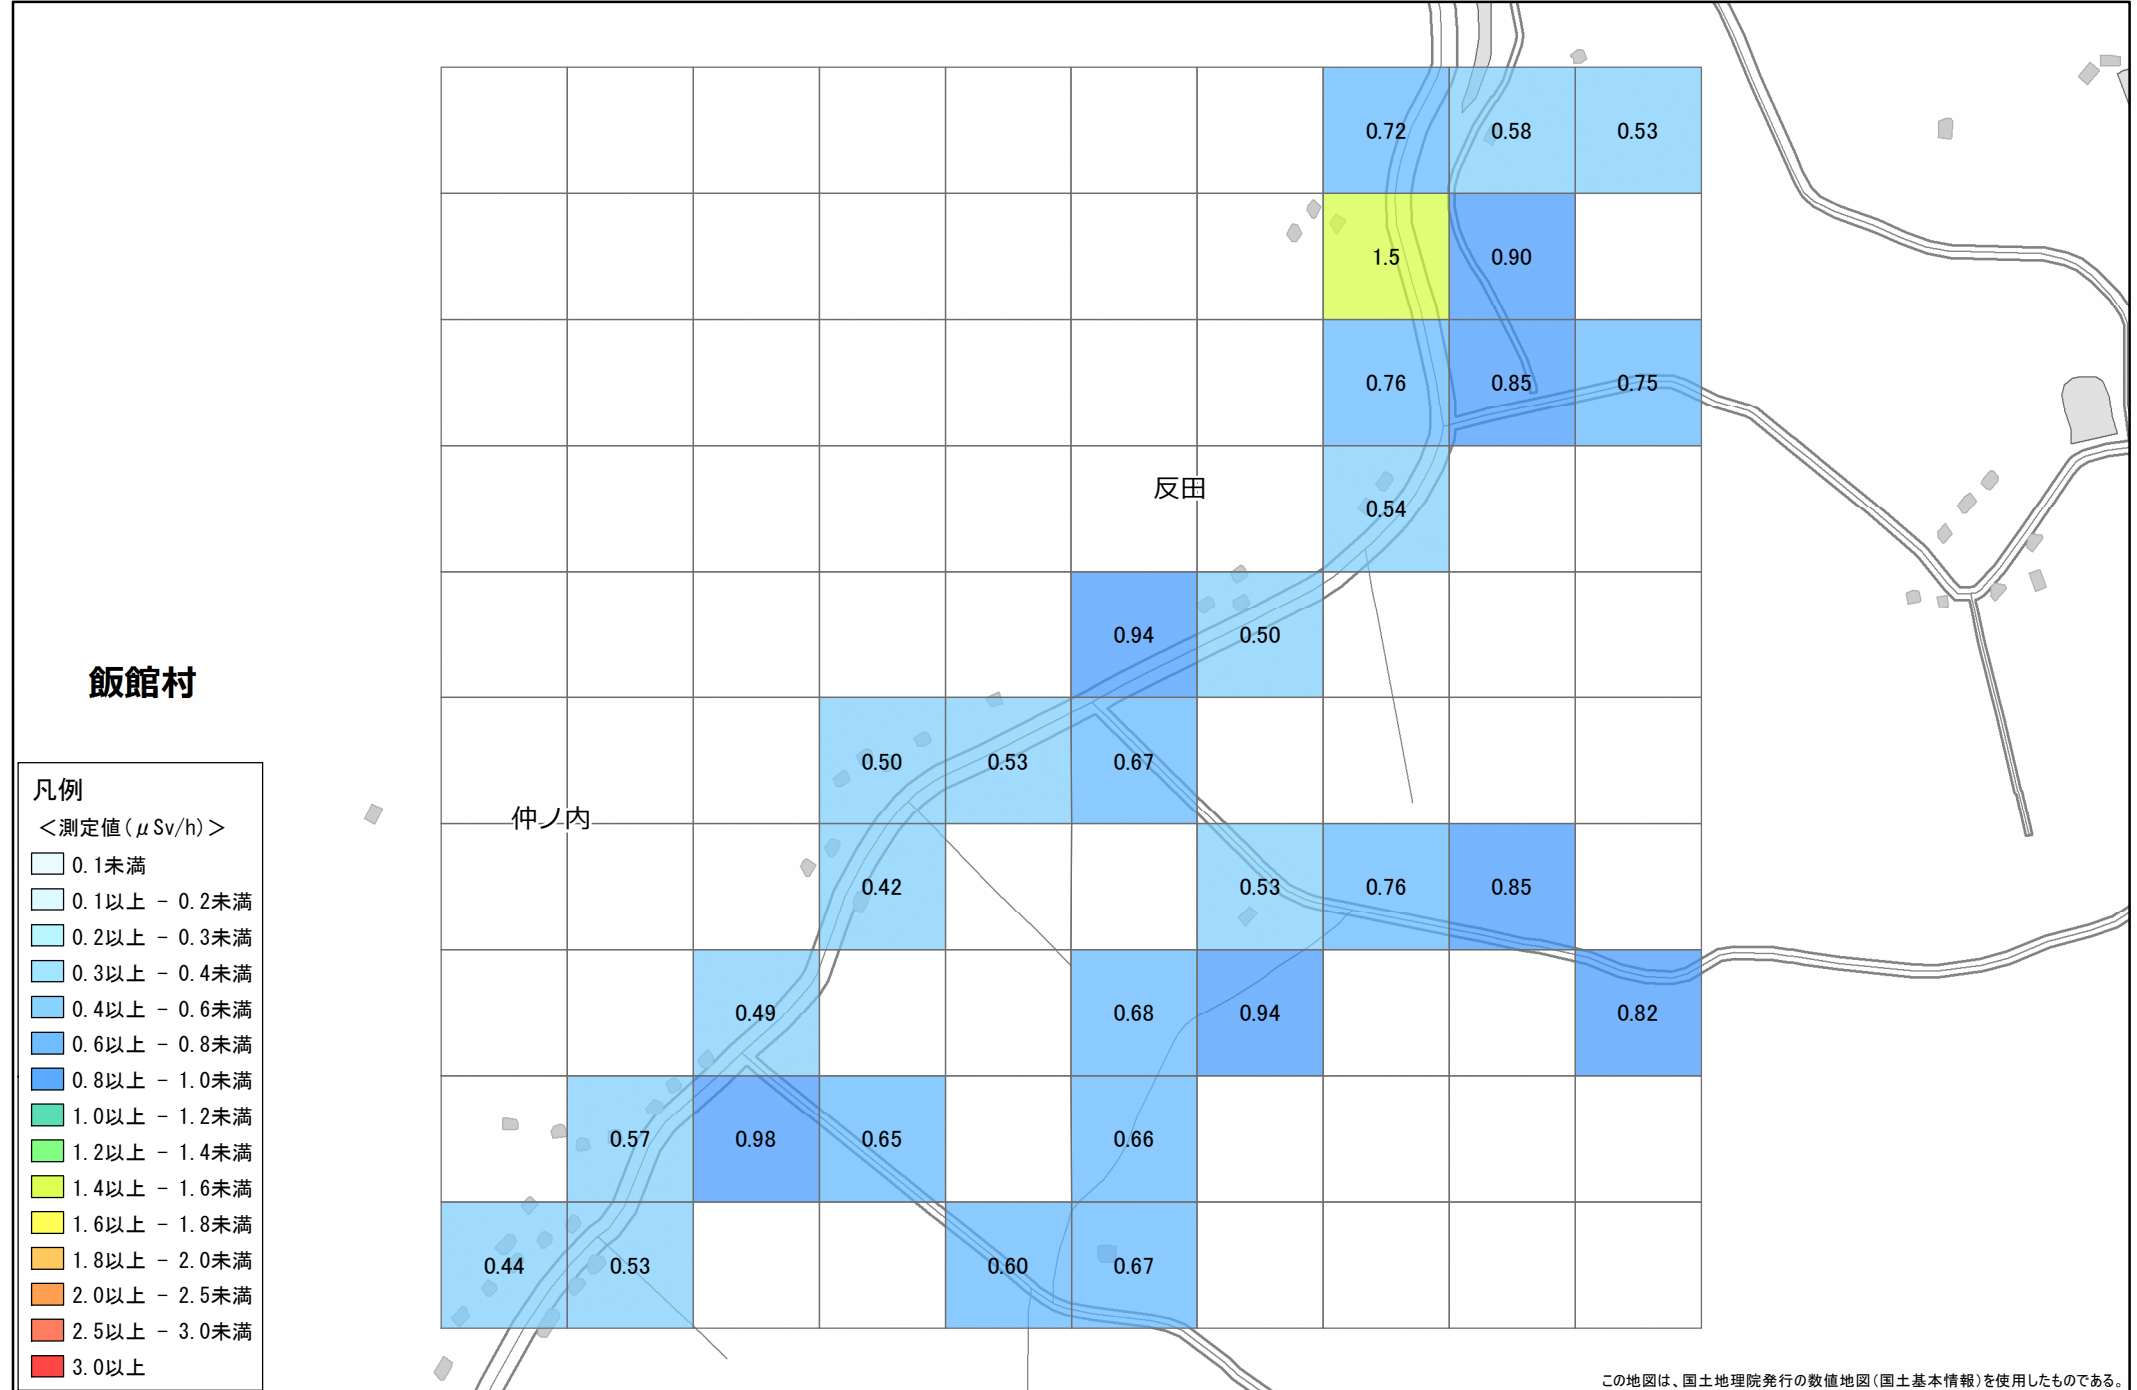 0.72 0.58 0.53
1.5 0.90
0.76 0.85 0.75
反田
0.54
0.94 0.50
飯館村
0.50 0.53 0.67
仲ノ内
0.42 0.53 0.76 0.85
0.49 0.68 0.94 0.82
0.57 0.98 0.65 0.66
0.44 0.53 0.60 0.67
凡例
＜測定値(μSv/h)＞
0.1未満
0.1以上 － 0.2未満
0.2以上 － 0.3未満
0.3以上 － 0.4未満
0.4以上 － 0.6未満
0.6以上 － 0.8未満
0.8以上 － 1.0未満
1.0以上 － 1.2未満
1.2以上 － 1.4未満
1.4以上 － 1.6未満
1.6以上 － 1.8未満
1.8以上 － 2.0未満
2.0以上 － 2.5未満
2.5以上 － 3.0未満
3.0以上
この地図は、国土地理院発行の数値地図(国土基本情報)を使用したものである。